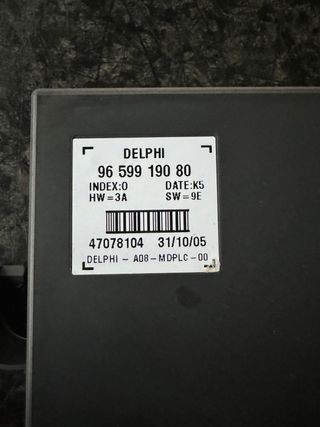 DELPHI
96 599 190 80
INDEX:0 DATE:K5
HW=3A SW=9E
47078104 31/10/05
DELPHI - A08-MDPLC-00